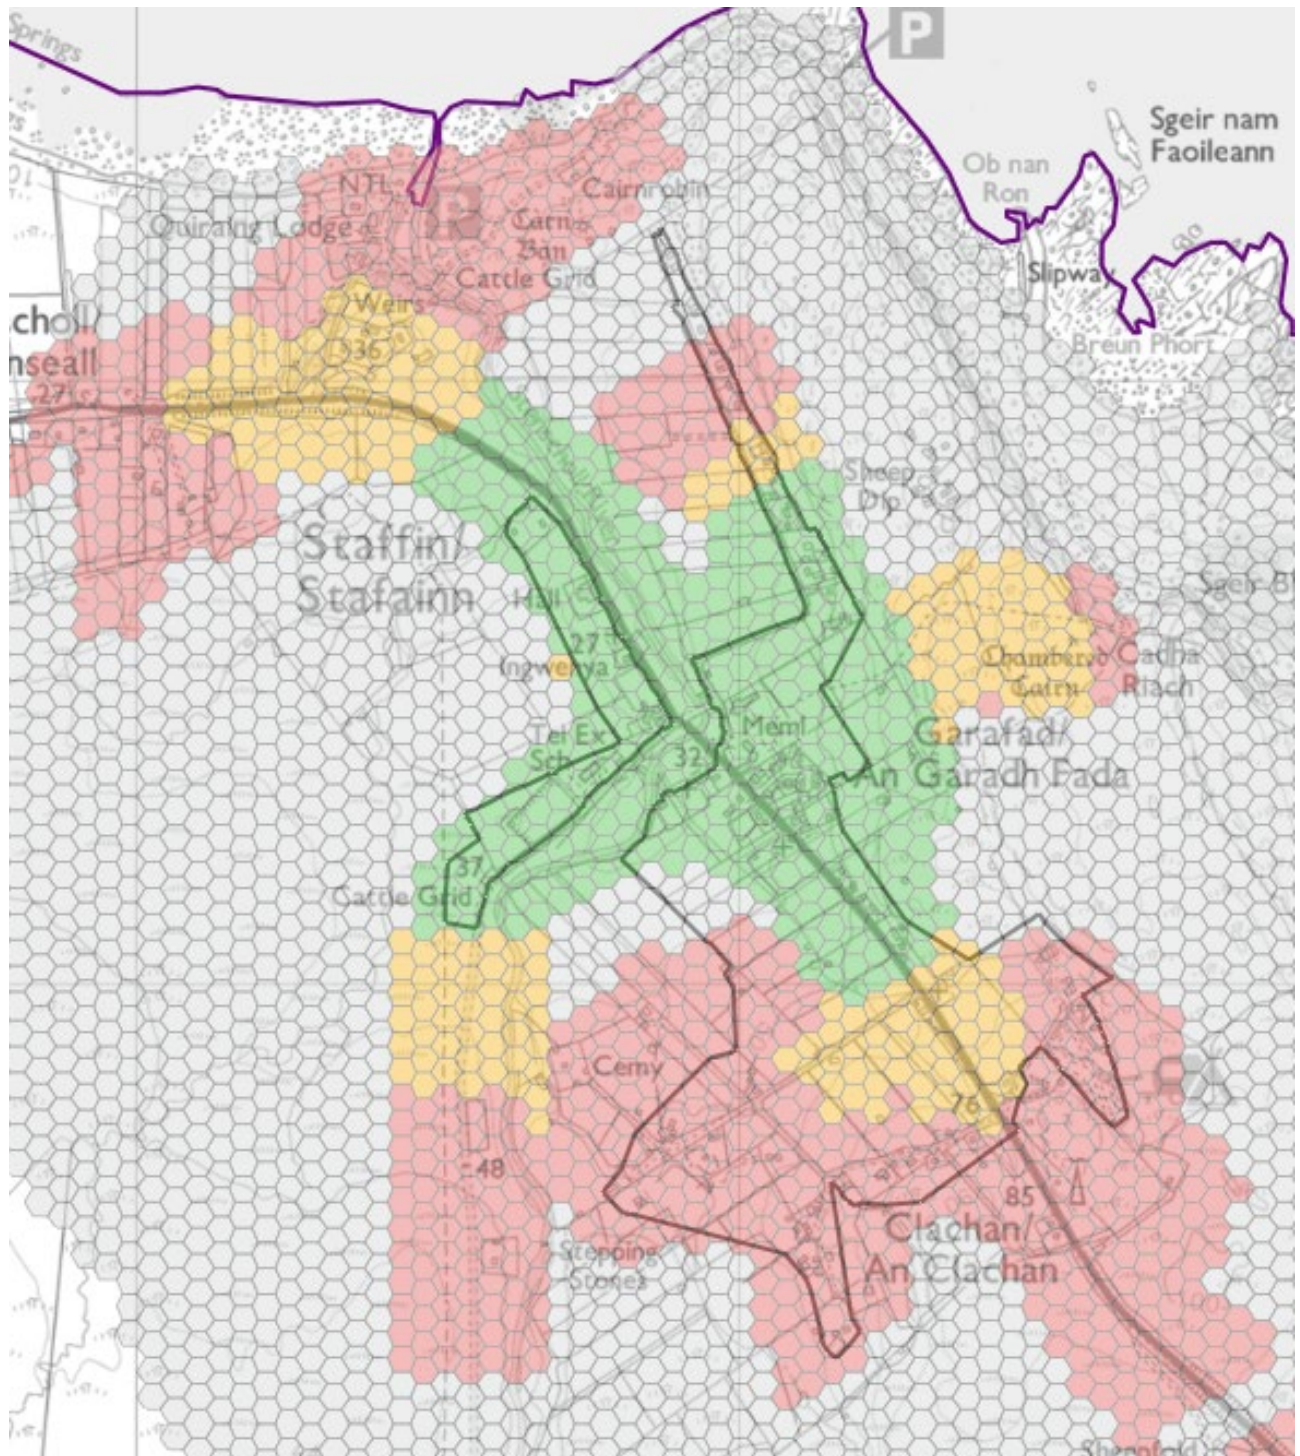 Springs
P
Sgeir nam
Faoileann
Ob nan
Ron
NTL
Cairnrobin
P
Quiraing Lodge
Carn
Bàn
Cattle Grid
Slipway
Weirs
Breun Phort
choll/
nseall
36
27
Sheep
Dip
Staffin/
Stafainn
Hall
27
Ingwenya
Chambered
Cairn
Cadha
Riach
Meml
Tel Ex
Sch
32
Garafad/
An Garadh Fada
37
Cattle Grid
Cemy
76
48
85
Clachan/
An Clachan
Stepping
Stones
62